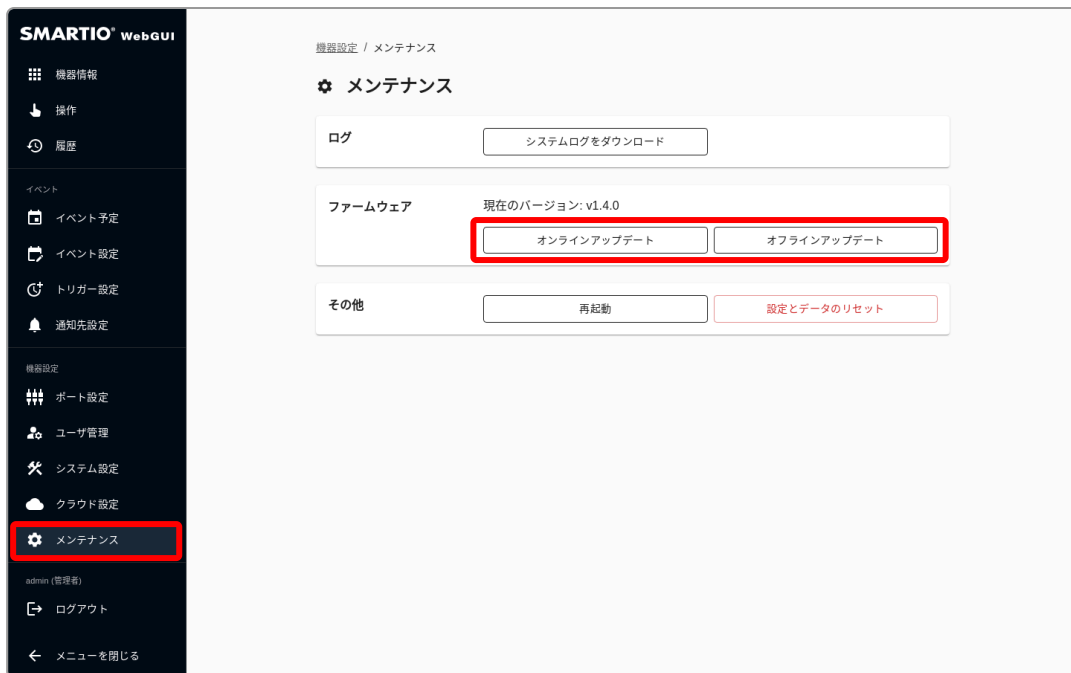 SMARTIO® WebGUI
機器情報
操作
履歴
イベント
イベント予定
イベント設定
トリガー設定
通知先設定
機器設定
ポート設定
ユーザ管理
システム設定
クラウド設定
メンテナンス
admin (管理者)
ログアウト
メニューを閉じる
機器設定 / メンテナンス
メンテナンス
ログ
システムログをダウンロード
ファームウェア
現在のバージョン: v1.4.0
オンラインアップデート オフラインアップデート
その他
再起動 設定とデータのリセット